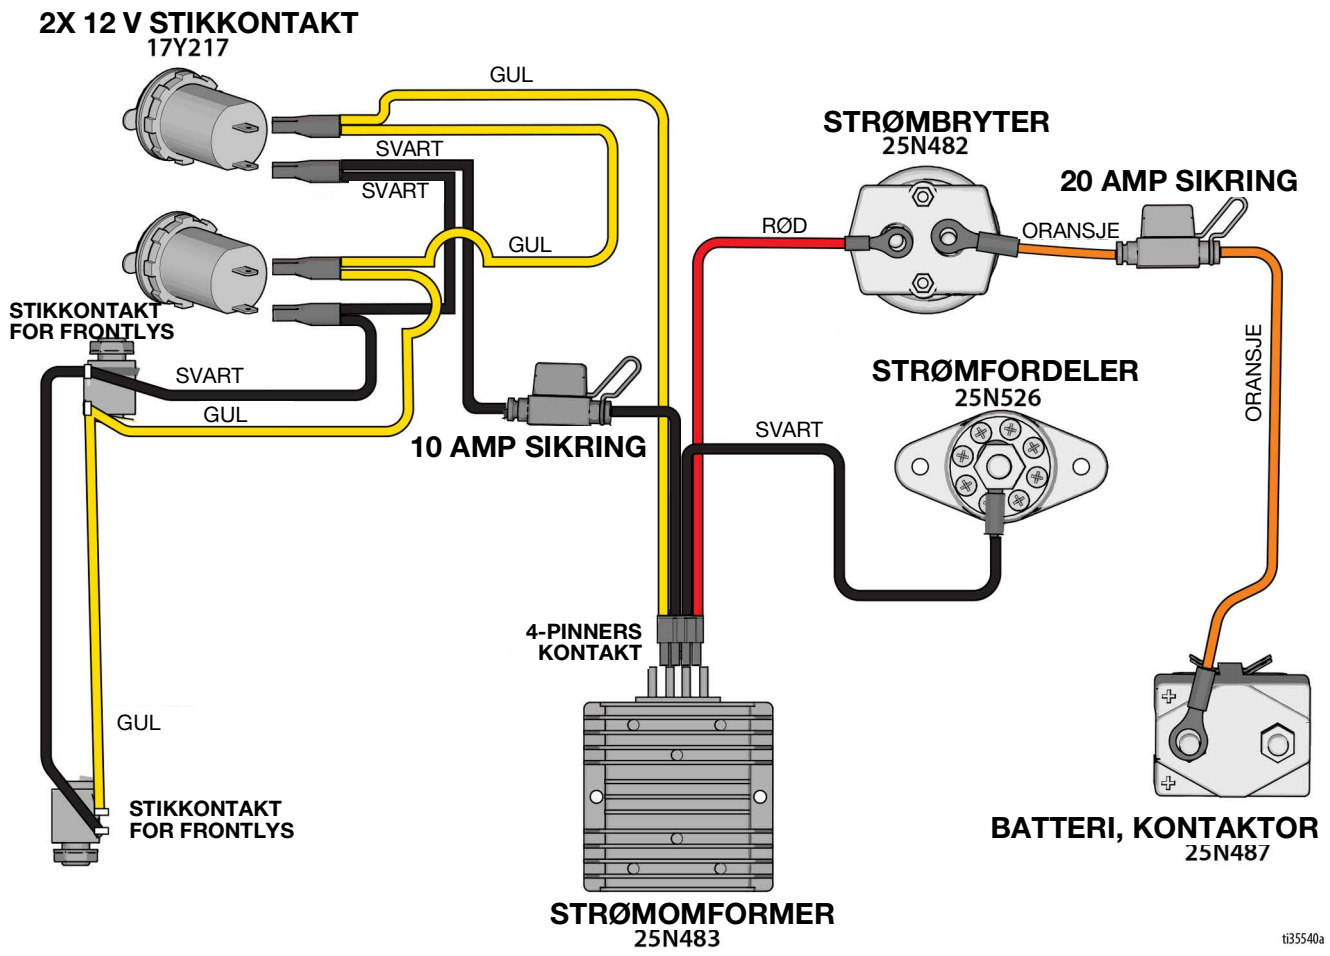 2X 12 V STIKKONTAKT
17Y217
GUL
SVART
SVART
GUL
STRØMBRYTER
25N482
20 AMP SIKRING
RØD
ORANSJE
ORANSJE
STIKKONTAKT
FOR FRONTLYS
SVART
GUL
10 AMP SIKRING
STRØMFORDELER
25N526
SVART
4-PINNERS
KONTAKT
GUL
STIKKONTAKT
FOR FRONTLYS
BATTERI, KONTAKTOR
25N487
STRØMOMFORMER
25N483
ti35540a